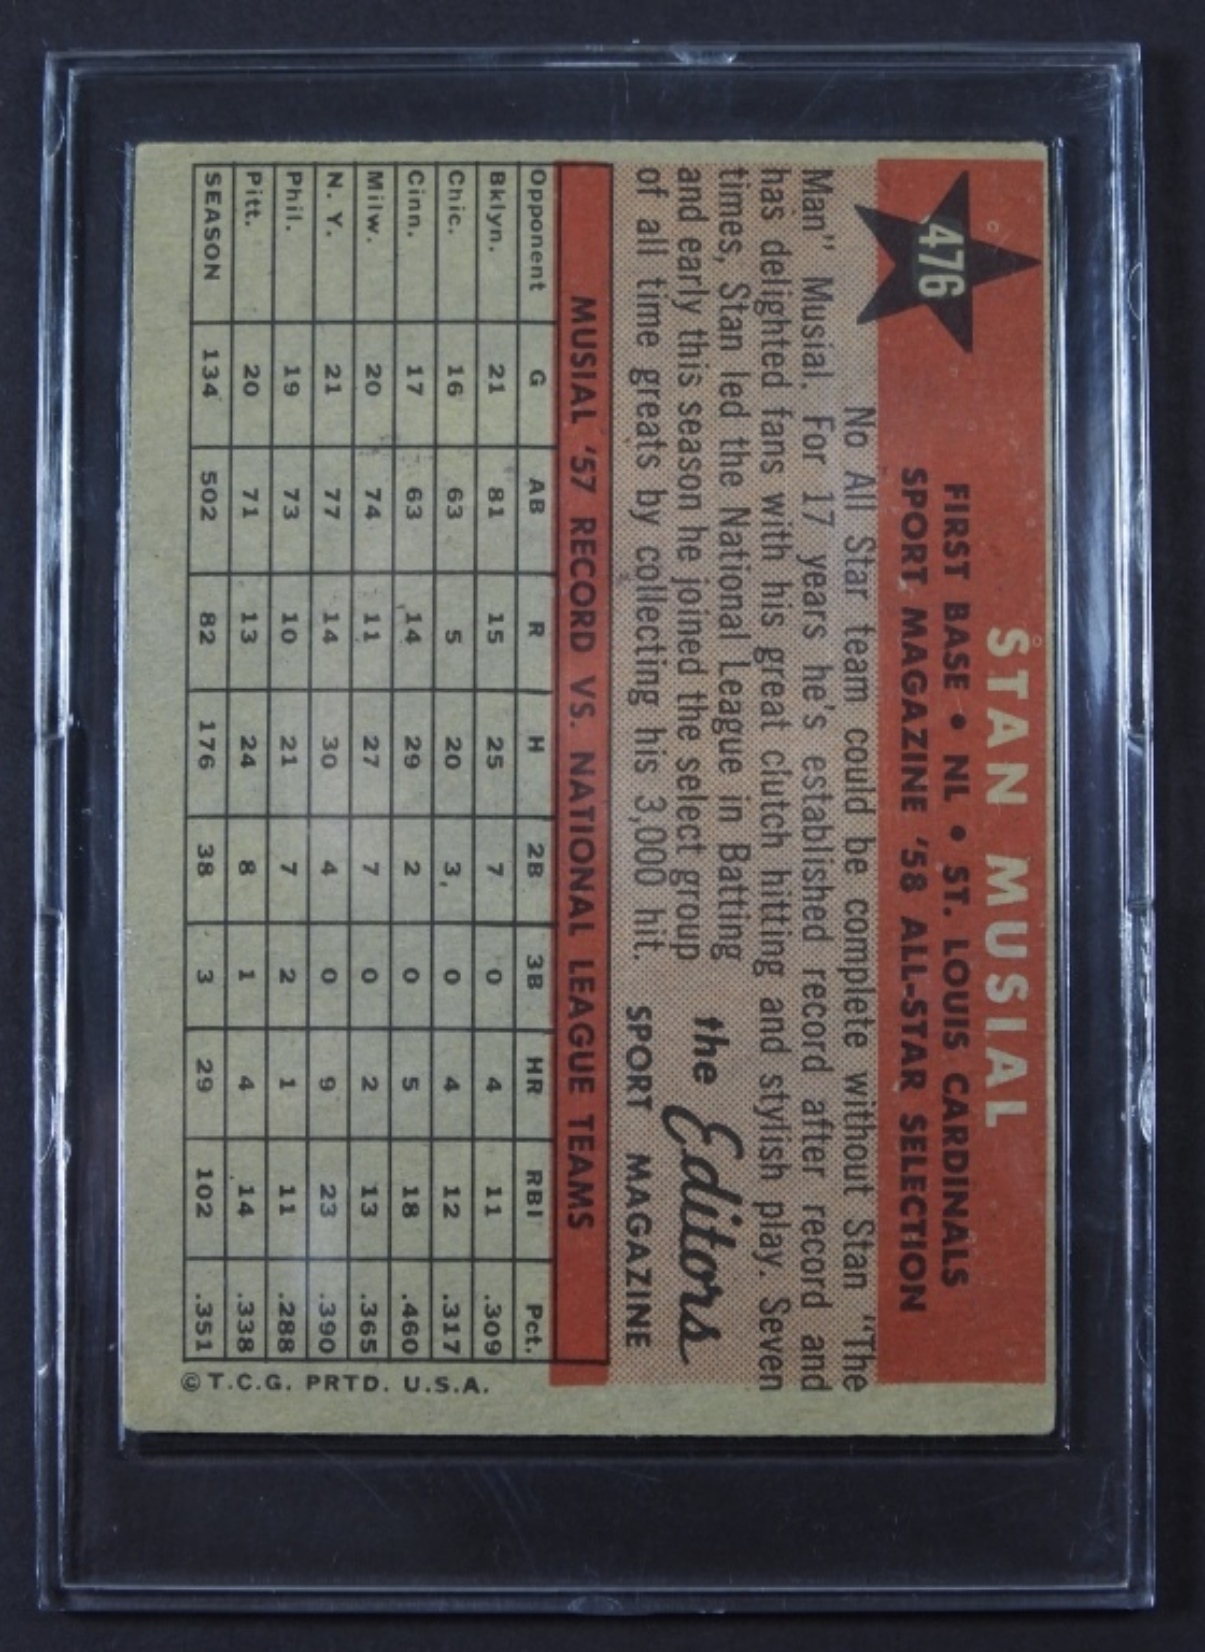 476
STAN MUSIAL
FIRST BASE • NL • ST. LOUIS CARDINALS
SPORT MAGAZINE '58 ALL-STAR SELECTION
No All Star team could be complete without Stan "The
Man" Musial. For 17 years he's established record after record and
has delighted fans with his great clutch hitting and stylish play. Seven
times, Stan led the National League in Batting
and early this season he joined the select group
of all time greats by collecting his 3,000 hit.
the Editors
SPORT MAGAZINE
MUSIAL '57 RECORD VS. NATIONAL LEAGUE TEAMS
Opponent G AB R H 2B 3B HR RBI Pct.
Bklyn. 21 81 15 25 7 0 4 11 .309
Chic. 16 63 5 20 3 0 4 12 .317
Cinn. 17 63 14 29 2 0 5 18 .460
Milw. 20 74 11 27 7 0 2 13 .365
N. Y. 21 77 14 30 4 0 9 23 .390
Phil. 19 73 10 21 7 2 1 11 .288
Pitt. 20 71 13 24 8 1 4 14 .338
SEASON 134 502 82 176 38 3 29 102 .351
© T.C.G. PRTD. U.S.A.